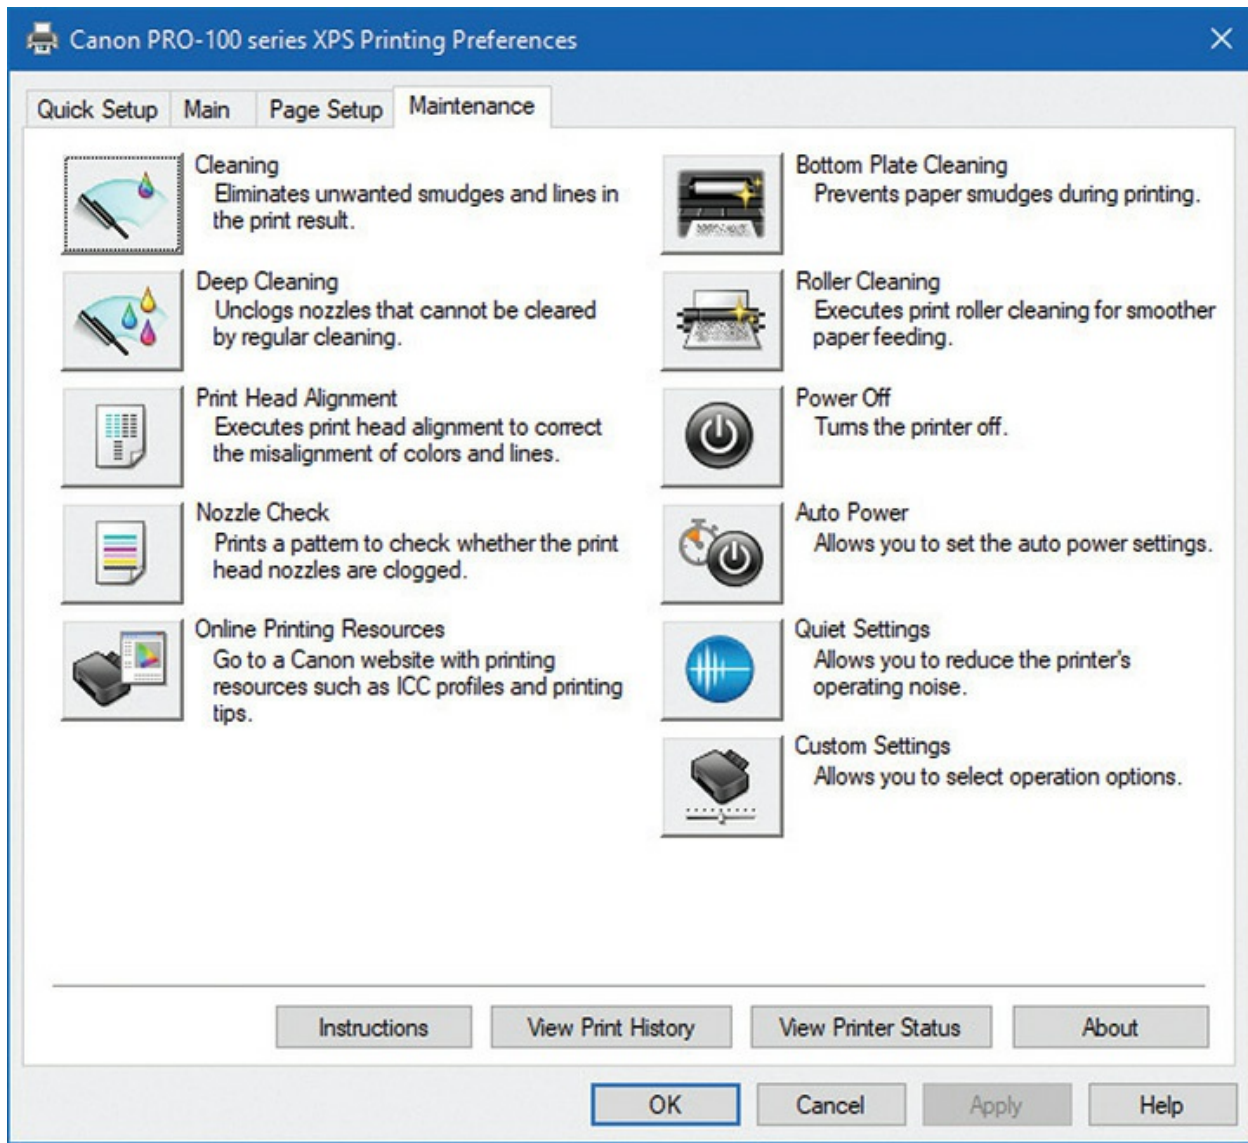 Canon PRO-100 series XPS Printing Preferences
Quick Setup
Main
Page Setup
Maintenance
Cleaning
Eliminates unwanted smudges and lines in
the print result.
Deep Cleaning
Unclogs nozzles that cannot be cleared
by regular cleaning.
Print Head Alignment
Executes print head alignment to correct
the misalignment of colors and lines.
Nozzle Check
Prints a pattern to check whether the print
head nozzles are clogged.
Online Printing Resources
Go to a Canon website with printing
resources such as ICC profiles and printing
tips.
Bottom Plate Cleaning
Prevents paper smudges during printing.
Roller Cleaning
Executes print roller cleaning for smoother
paper feeding.
Power Off
Turns the printer off.
Auto Power
Allows you to set the auto power settings.
Quiet Settings
Allows you to reduce the printer's
operating noise.
Custom Settings
Allows you to select operation options.
Instructions
View Print History
View Printer Status
About
OK
Cancel
Apply
Help